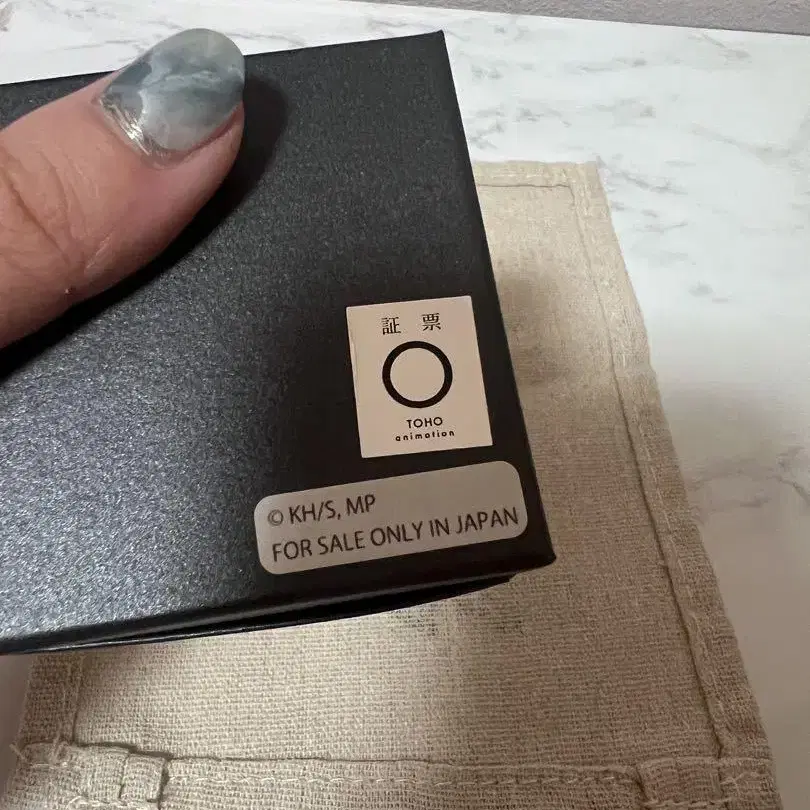 証 票
TOHO
animation
© KH/S, MP
FOR SALE ONLY IN JAPAN